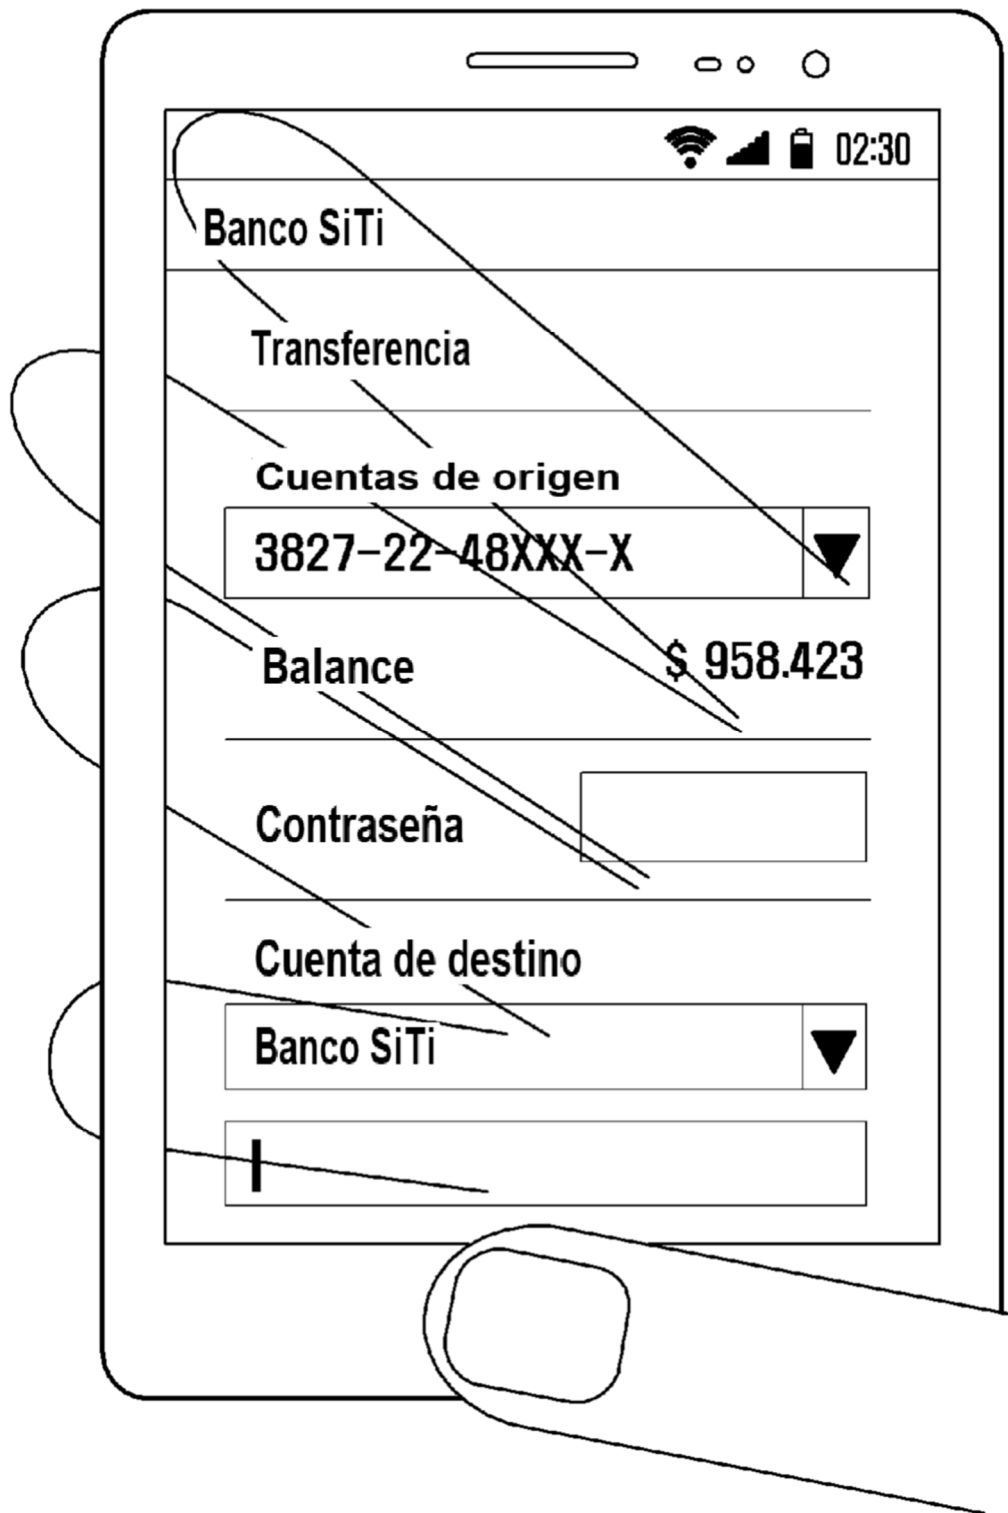 02:30
Banco SiTi
Transferencia
Cuentas de origen
3827-22-48XXX-X
Balance $ 958.423
Contraseña
Cuenta de destino
Banco SiTi